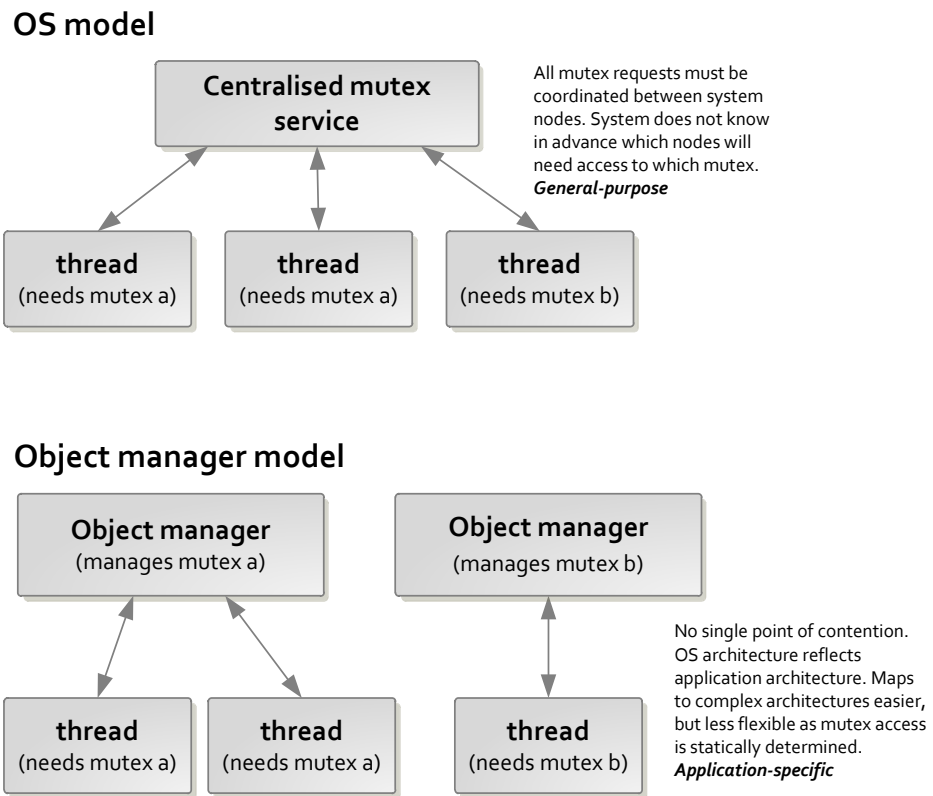 OS model
Centralised mutex
service
All mutex requests must be
coordinated between system
nodes. System does not know
in advance which nodes will
need access to which mutex.
General-purpose
thread
(needs mutex a)
thread
(needs mutex a)
thread
(needs mutex b)
Object manager model
Object manager
(manages mutex a)
Object manager
(manages mutex b)
No single point of contention.
OS architecture reflects
application architecture. Maps
to complex architectures easier,
but less flexible as mutex access
is statically determined.
Application-specific
thread
(needs mutex a)
thread
(needs mutex a)
thread
(needs mutex b)